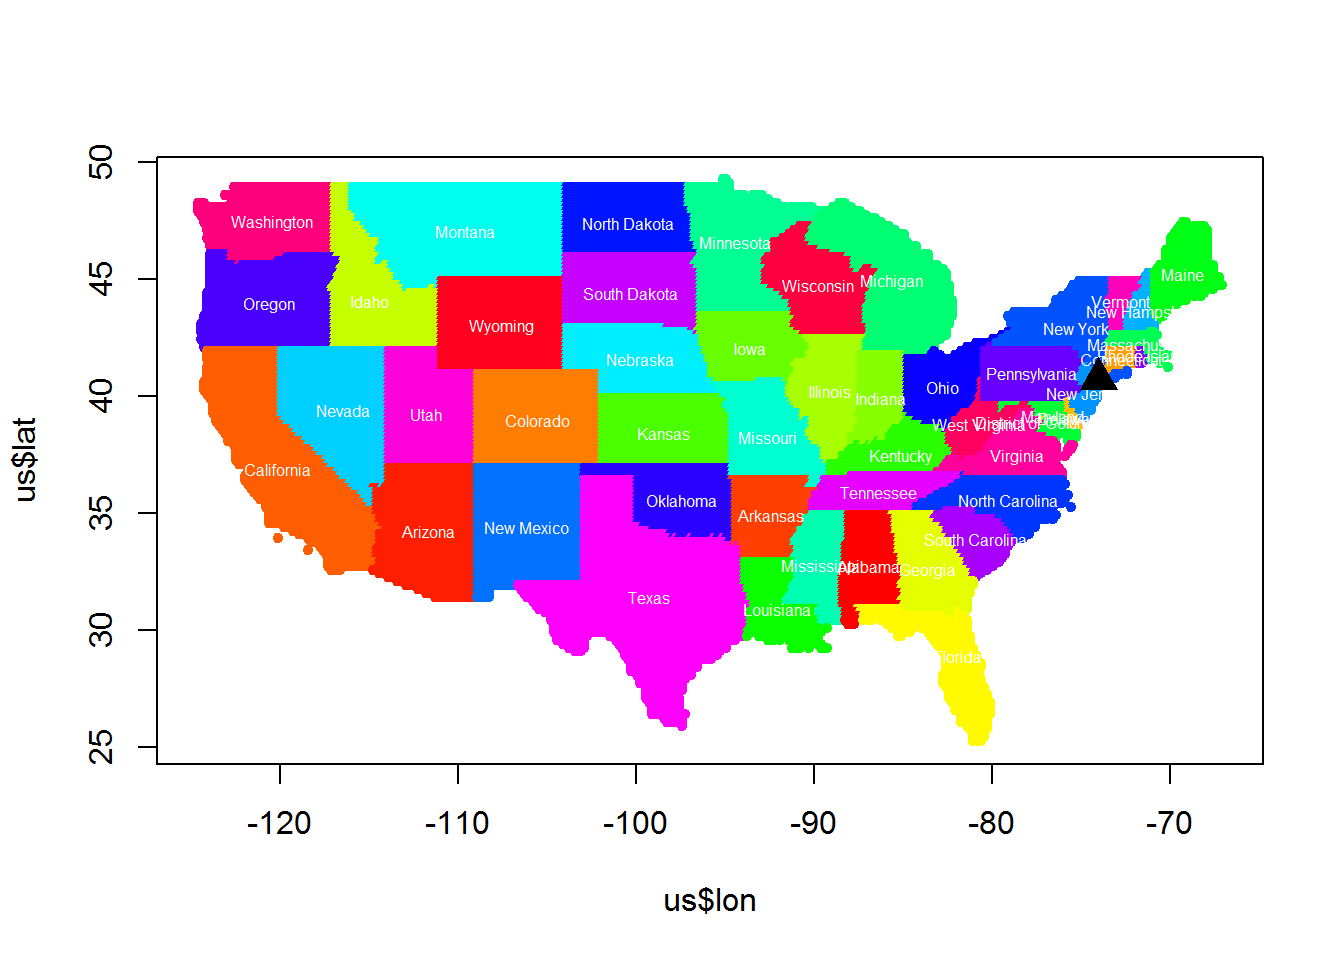 50
45
40
35
30
25
us$lat
Washington
Montana
North Dakota
Minnesota
Maine
Oregon
Idaho
South Dakota
Wisconsin
Michigan
Vermont
New Hampsh
Wyoming
New York
Nebraska
Iowa
Massachus
Rhode Isla
Connecticut
Pennsylvania
Ohio
Illinois
Indiana
New Jer
Nevada
Utah
Colorado
Kansas
Missouri
West Virginia
Maryland
District of Colum
California
Kentucky
Virginia
Oklahoma
Tennessee
North Carolina
Arizona
New Mexico
Arkansas
South Carolina
Mississippi
Alabama
Georgia
Texas
Louisiana
lorida
-120
-110
-100
-90
-80
-70
us$lon